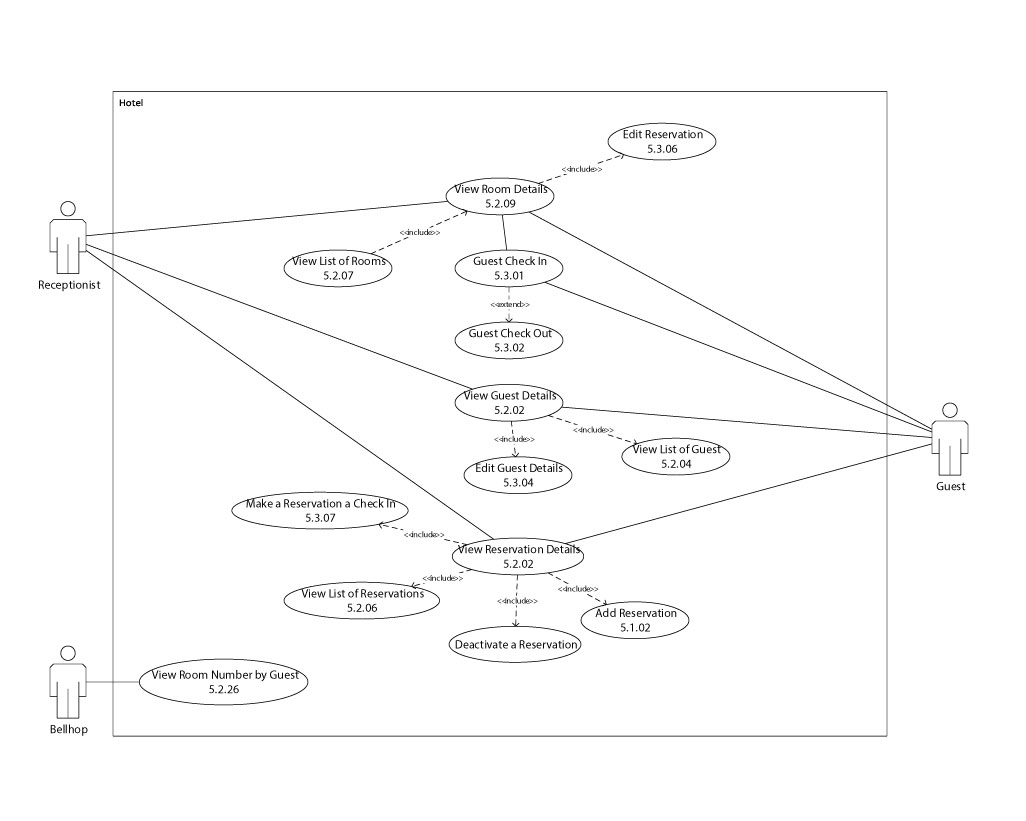 Hotel
Edit Reservation
5.3.06
<<include>>
View Room Details
5.2.09
<<include>>
View List of Rooms
5.2.07
Guest Check In
5.3.01
Receptionist
<<extend>>
Guest Check Out
5.3.02
View Guest Details
5.2.02
<<include>>
<<include>>
View List of Guest
5.2.04
Edit Guest Details
5.3.04
Guest
Make a Reservation a Check In
5.3.07
<<include>>
View Reservation Details
5.2.02
<<include>>
<<include>>
<<include>>
View List of Reservations
5.2.06
Add Reservation
5.1.02
Deactivate a Reservation
View Room Number by Guest
5.2.26
Bellhop